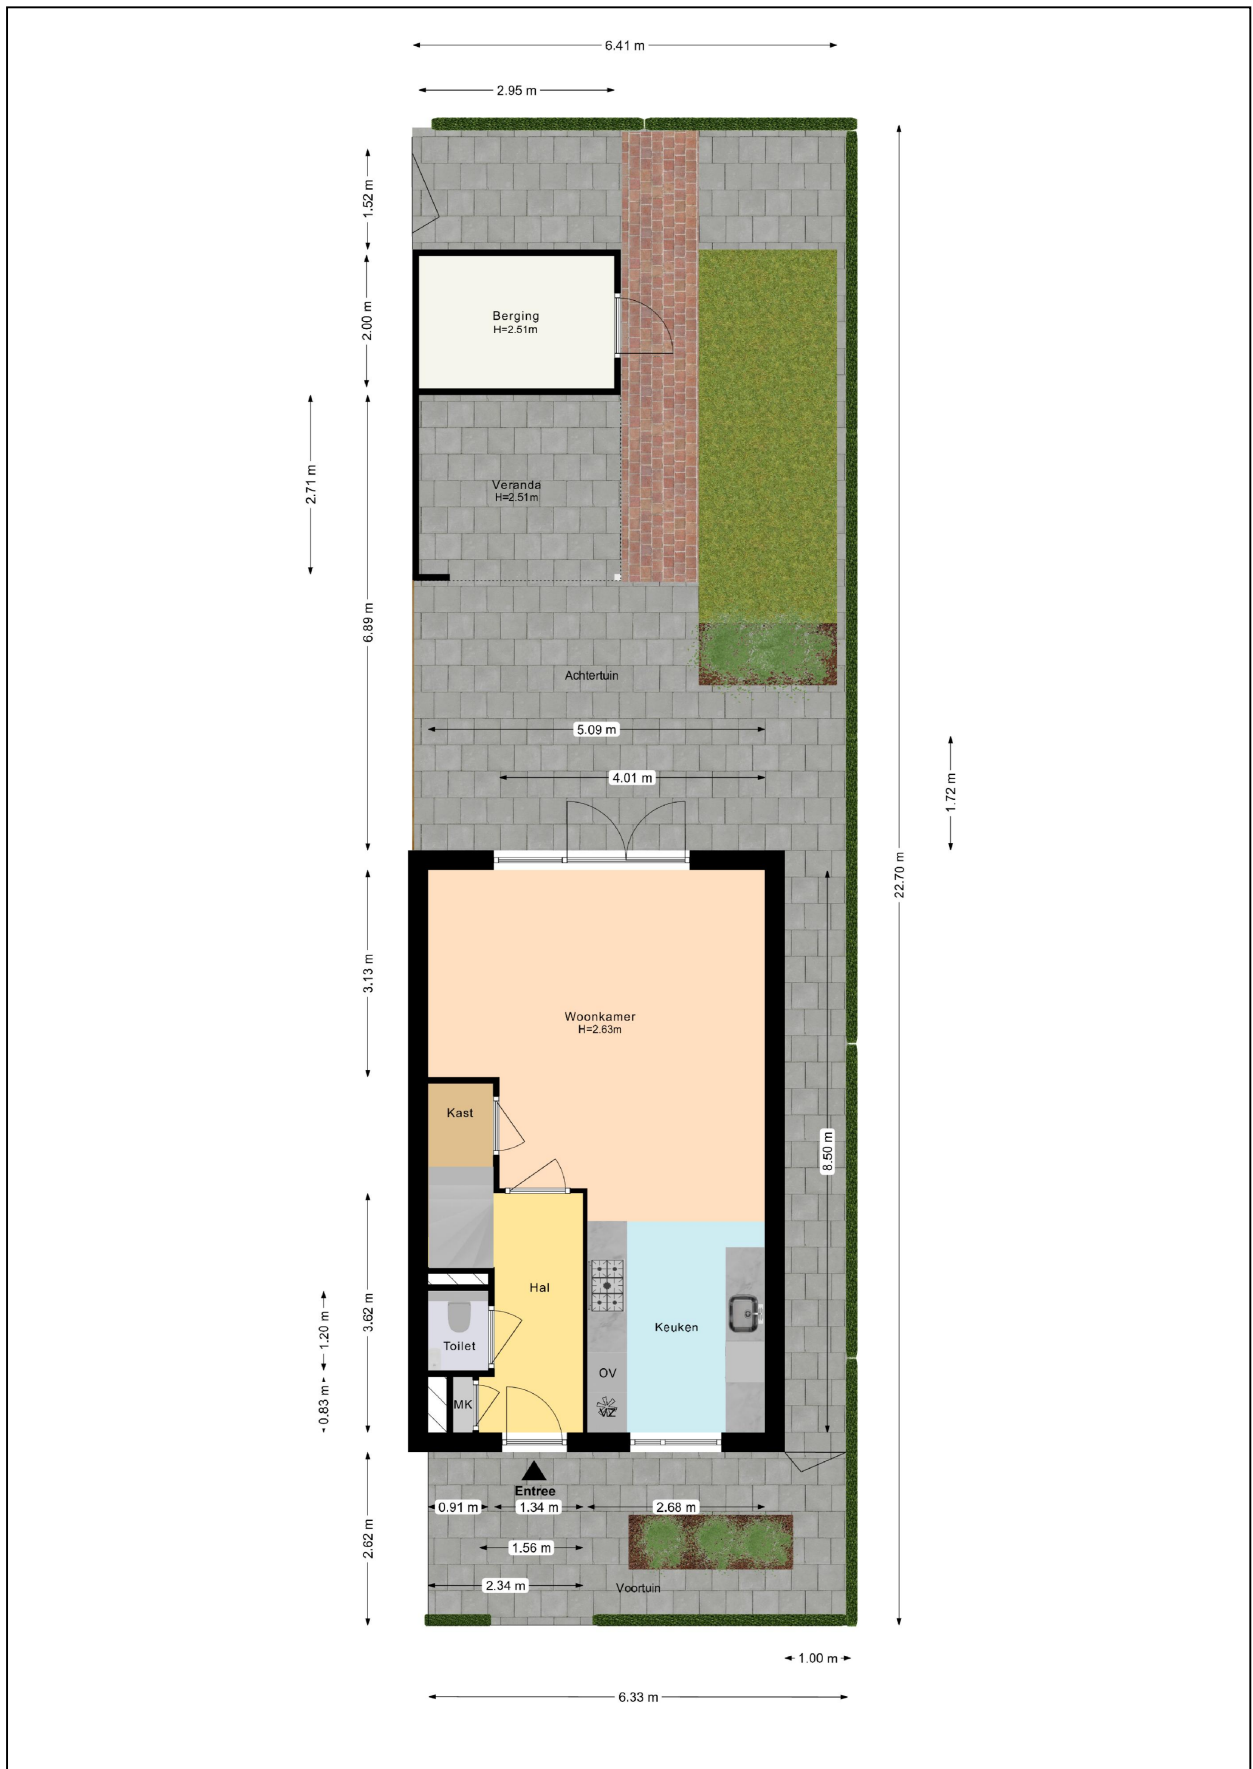 6.41 m
2.95 m
1.52 m
2.00 m
Berging
H=2.51m
2.71 m
Veranda
H=2.51m
6.89 m
Achtertuin
5.09 m
4.01 m
1.72 m
22.70 m
3.13 m
Woonkamer
H=2.63m
Kast
8.50 m
Hal
3.62 m
1.20 m
Keuken
Toilet
OV
0.83 m
MK
VZ
Entree
0.91 m
1.34 m
2.68 m
2.62 m
1.56 m
2.34 m
Voortuin
1.00 m
6.33 m